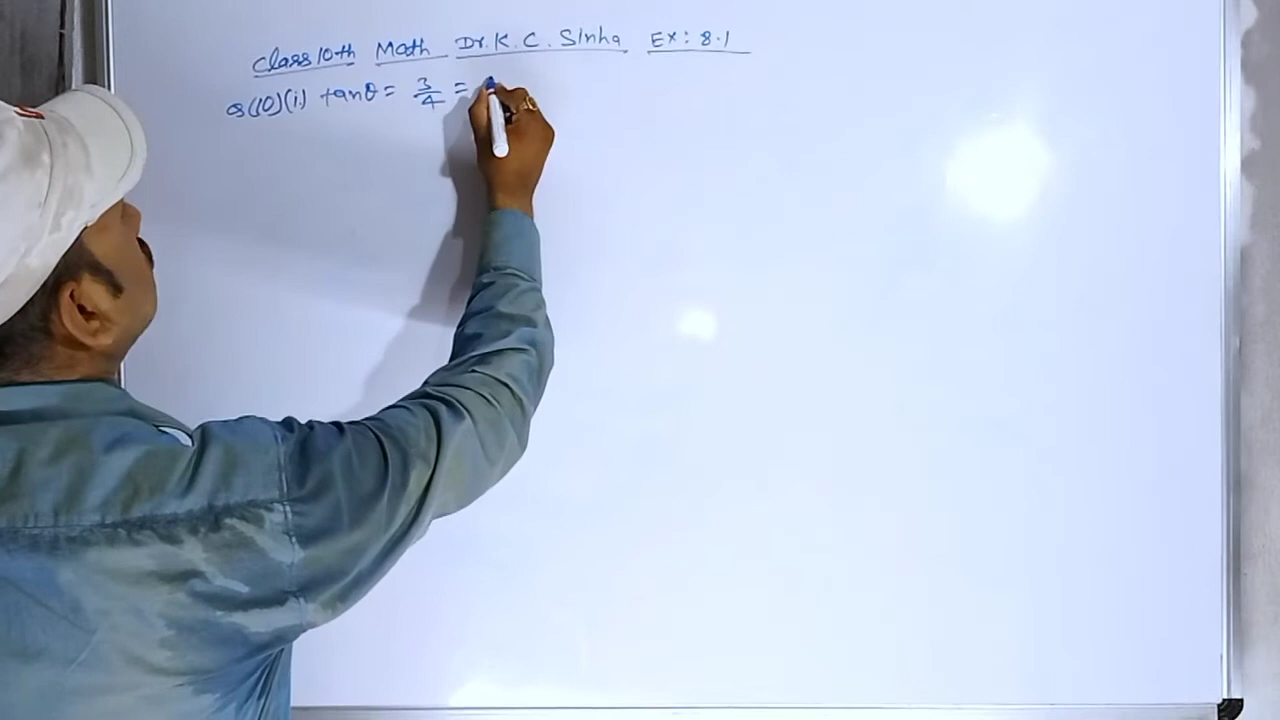 Class 10th Math Dr. K. C. Sinha Ex: 8.1
Q(10)(i) tanθ = 3/4 =